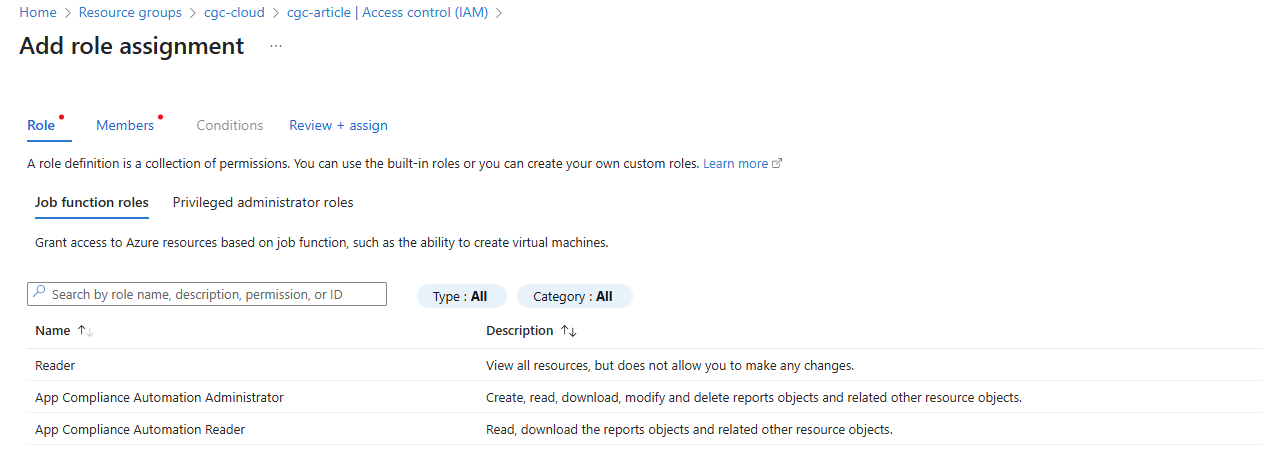 Home > Resource groups > cgc-cloud > cgc-article | Access control (IAM) >
Add role assignment ...
Role Members Conditions Review + assign
A role definition is a collection of permissions. You can use the built-in roles or you can create your own custom roles. Learn more
Job function roles Privileged administrator roles
Grant access to Azure resources based on job function, such as the ability to create virtual machines.
Search by role name, description, permission, or ID Type : All Category : All
Name ↑↓ Description ↑↓
Reader View all resources, but does not allow you to make any changes.
App Compliance Automation Administrator Create, read, download, modify and delete reports objects and related other resource objects.
App Compliance Automation Reader Read, download the reports objects and related other resource objects.